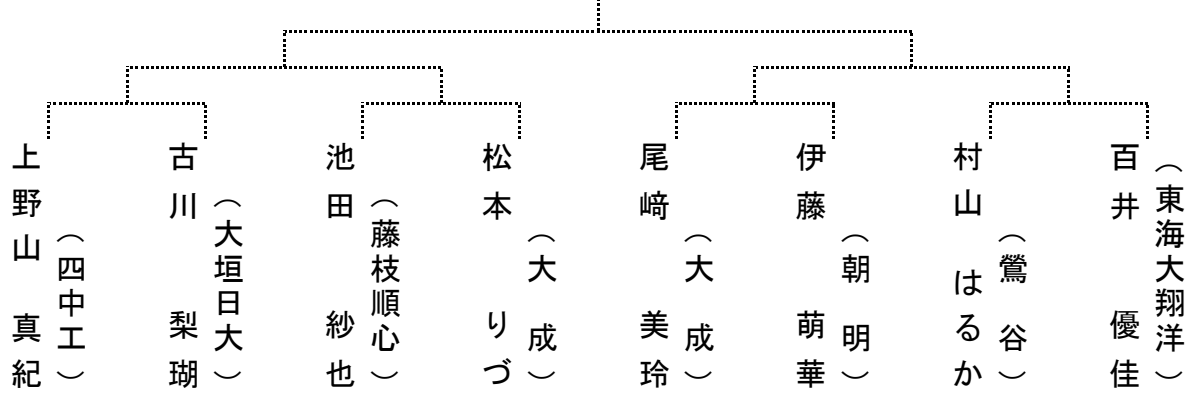 上野山 真紀
（四中工）
古川 梨瑚
（大垣日大）
池田 紗也
（藤枝順心）
松本 りづ
（大成）
尾﨑 美玲
（大成）
伊藤 萌華
（朝明）
村山 はるか
（鶯谷）
百井 優佳
（東海大翔洋）